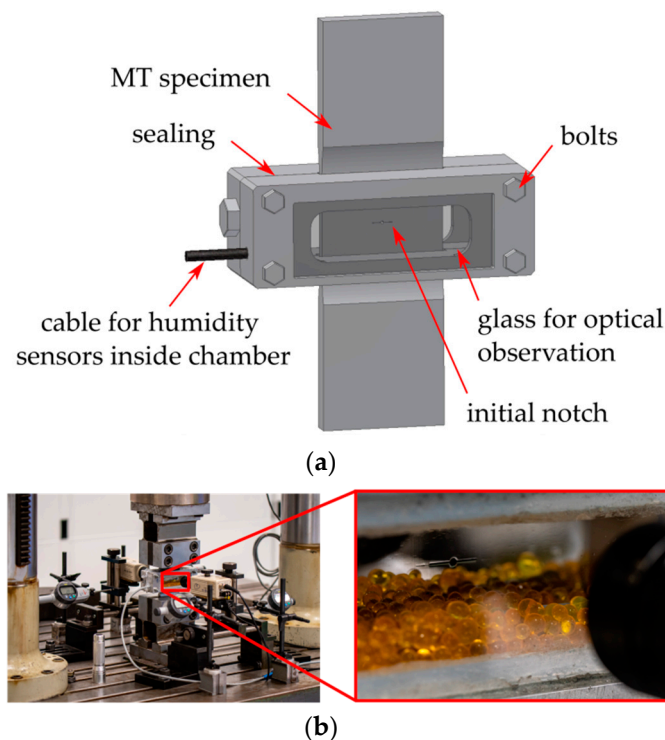 MT specimen
sealing
bolts
cable for humidity
sensors inside chamber
glass for optical
observation
initial notch
(a)
(b)